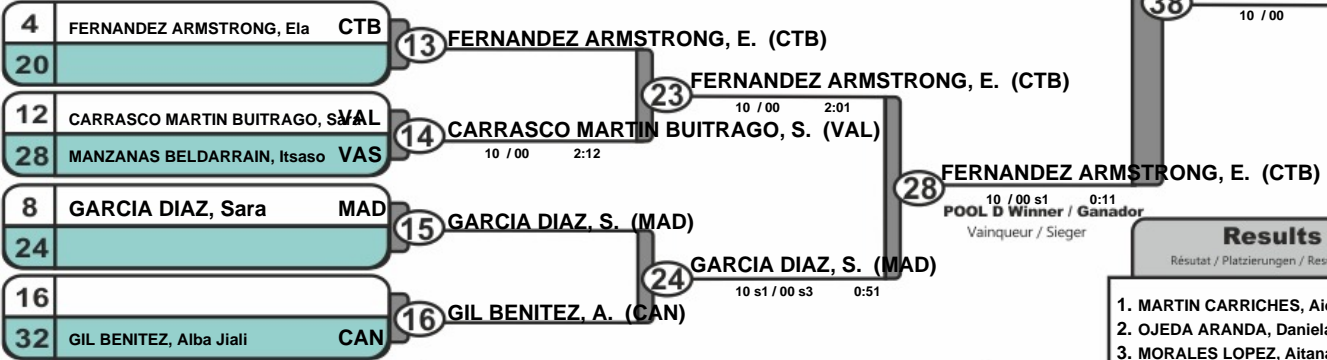 4 FERNANDEZ ARMSTRONG, Ela CTB
20
13 FERNANDEZ ARMSTRONG, E. (CTB)
12 CARRASCO MARTIN BUITRAGO, Sara VAL
28 MANZANAS BELDARRAIN, Itsaso VAS
14 CARRASCO MARTIN BUITRAGO, S. (VAL)
10 / 00 2:12
23 FERNANDEZ ARMSTRONG, E. (CTB)
10 / 00 2:01
8 GARCIA DIAZ, Sara MAD
24
15 GARCIA DIAZ, S. (MAD)
16
32 GIL BENITEZ, Alba Jiali CAN
16 GIL BENITEZ, A. (CAN)
24 GARCIA DIAZ, S. (MAD)
10 s1 / 00 s3 0:51
28 FERNANDEZ ARMSTRONG, E. (CTB)
10 / 00 s1 0:11
POOL D Winner / Ganador
Vainqueur / Sieger
38
10 / 00
Results
Résutat / Platzierungen /
1. MARTIN CARRICHES,
2. OJEDA ARANDA, Daniela
3. MORALES LOPEZ,